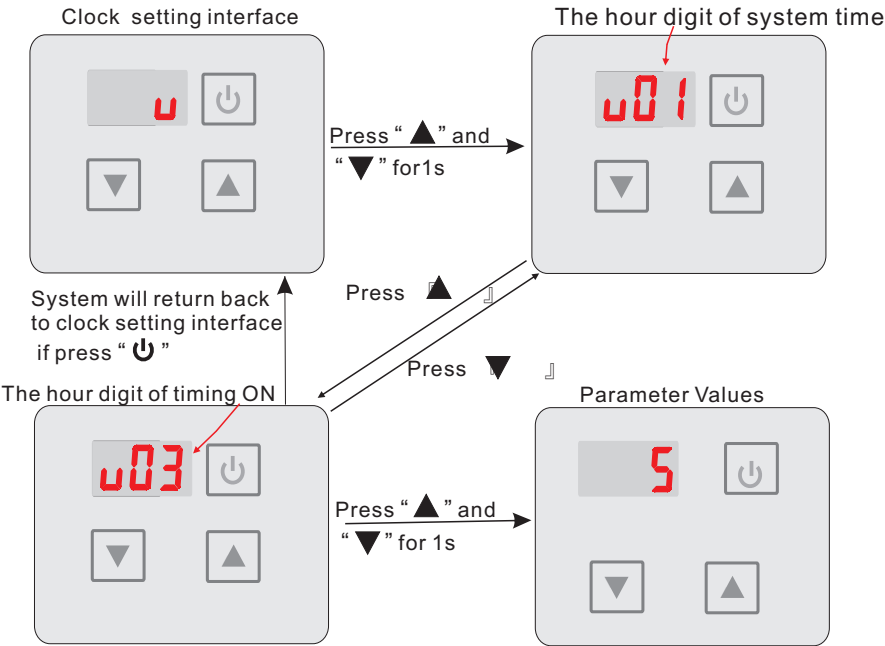 Clock setting interface
The hour digit of system time
u
u01
Press “ ▲ ” and
“ ▼ ” for1s
System will return back
to clock setting interface
if press “ ⏻ ”
Press 『▲ 』
Press 『▼ 』
The hour digit of timing ON
Parameter Values
u03
5
Press “ ▲ ” and
“ ▼ ” for 1s